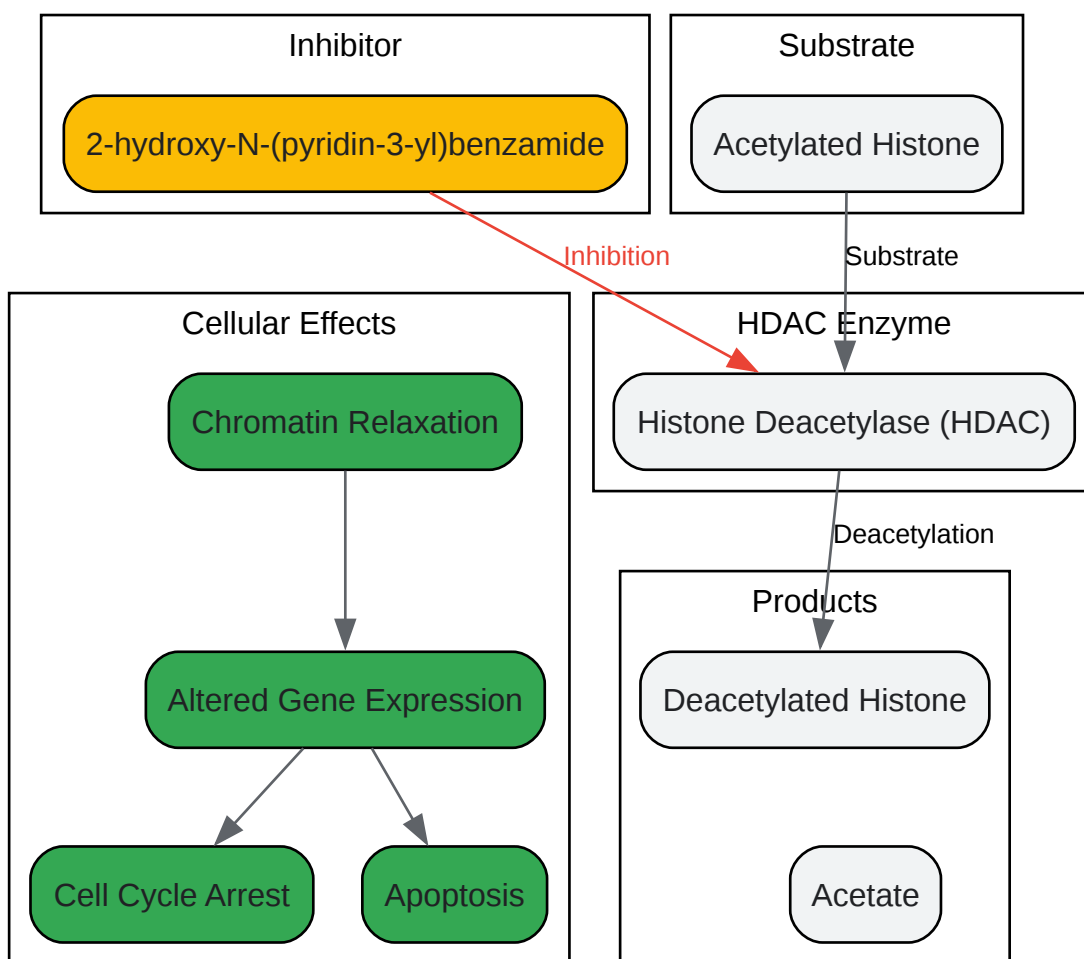 Inhibitor
Substrate
2-hydroxy-N-(pyridin-3-yl)benzamide
Acetylated Histone
Inhibition
Substrate
Cellular Effects
HDAC Enzyme
Chromatin Relaxation
Histone Deacetylase (HDAC)
Deacetylation
Products
Altered Gene Expression
Deacetylated Histone
Cell Cycle Arrest
Apoptosis
Acetate